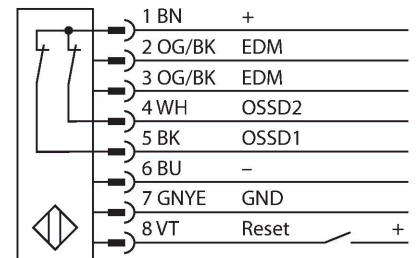 1 BN +
2 OG/BK EDM
3 OG/BK EDM
4 WH OSSD2
5 BK OSSD1
6 BU –
7 GNYE GND
8 VT Reset +